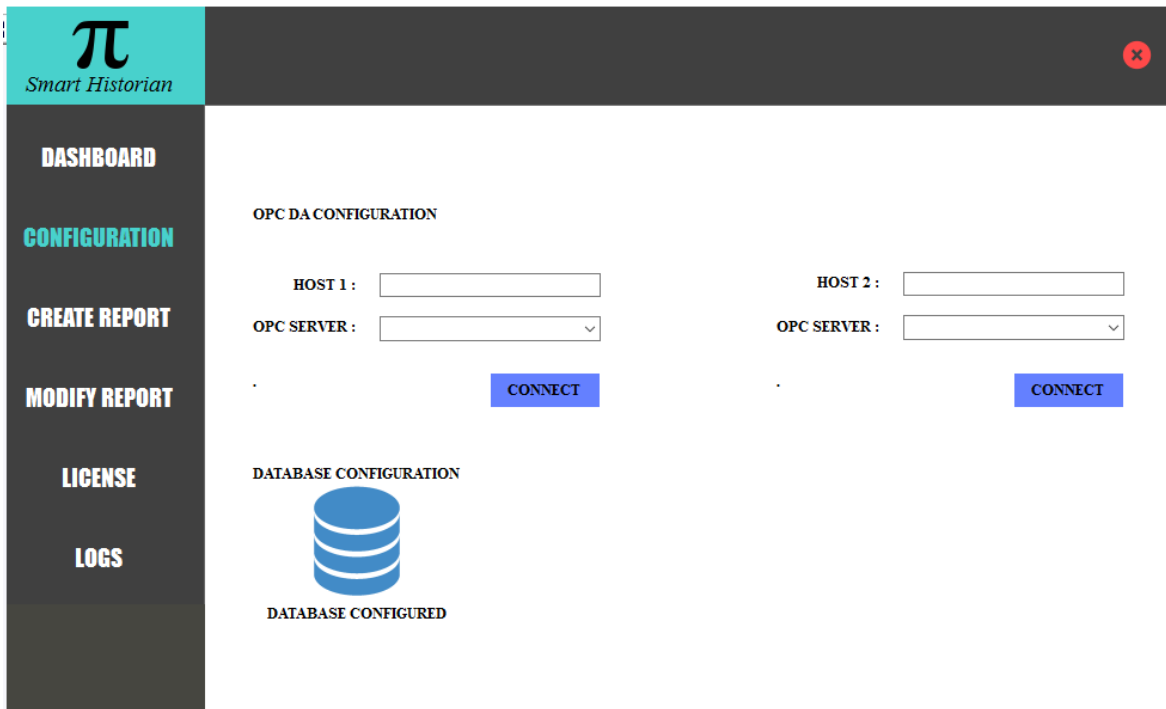 π
Smart Historian
DASHBOARD
CONFIGURATION
CREATE REPORT
MODIFY REPORT
LICENSE
LOGS
OPC DA CONFIGURATION
HOST 1 :
OPC SERVER :
.
CONNECT
HOST 2 :
OPC SERVER :
.
CONNECT
DATABASE CONFIGURATION
DATABASE CONFIGURED